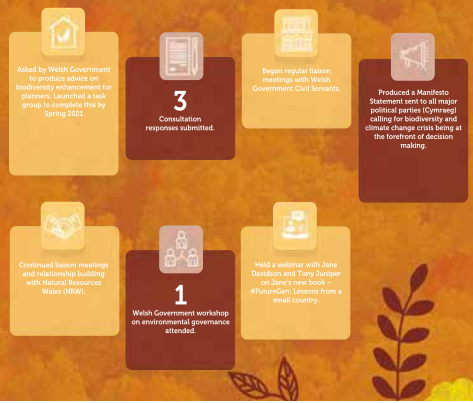 Asked by Welsh Government
to produce advice on
biodiversity enhancement for
planners. Launched a task
group to complete this by
Spring 2021
3
Consultation
responses submitted.
Began regular liaison
meetings with Welsh
Government Civil Servants.
Produced a Manifesto
Statement sent to all major
political parties (Cymraeg)
calling for biodiversity and
climate change crisis being at
the forefront of decision
making.
Continued liaison meetings
and relationship building
with Natural Resources
Wales (NRW).
1
Welsh Government workshop
on environmental governance
attended.
Held a webinar with Jane
Davidson and Tony Juniper
on Jane's new book –
#FutureGen: Lessons from a
small country.